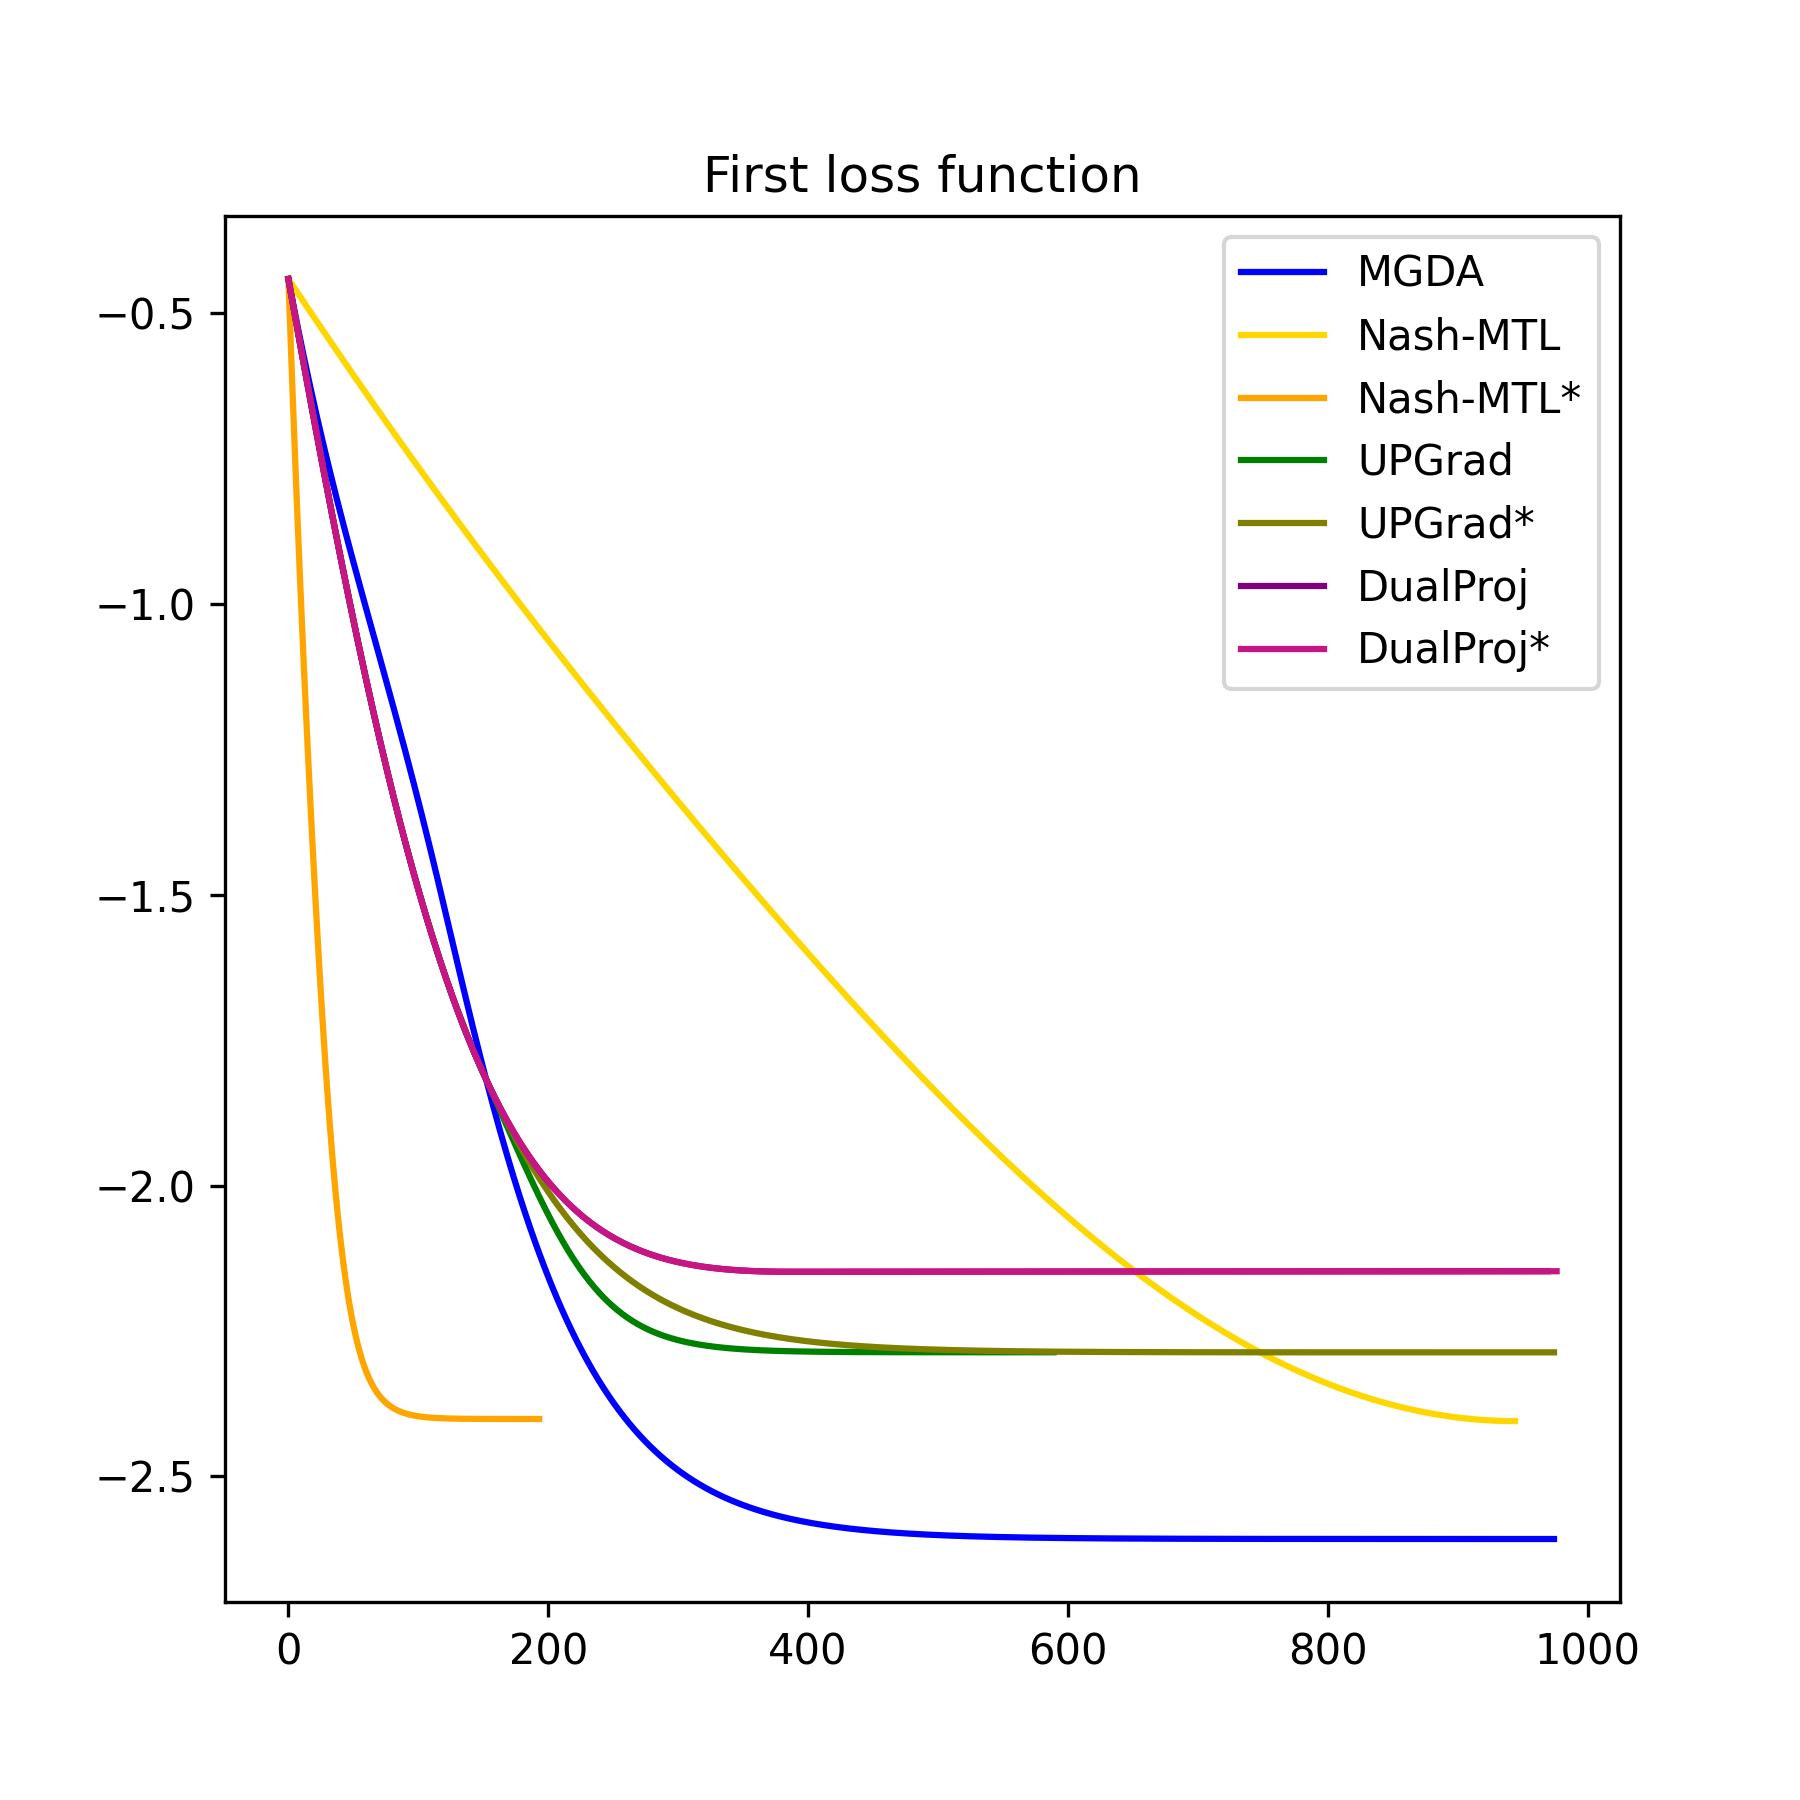 First loss function
MGDA
Nash-MTL
Nash-MTL*
UPGrad
UPGrad*
DualProj
DualProj*
−0.5
−1.0
−1.5
−2.0
−2.5
0 200 400 600 800 1000